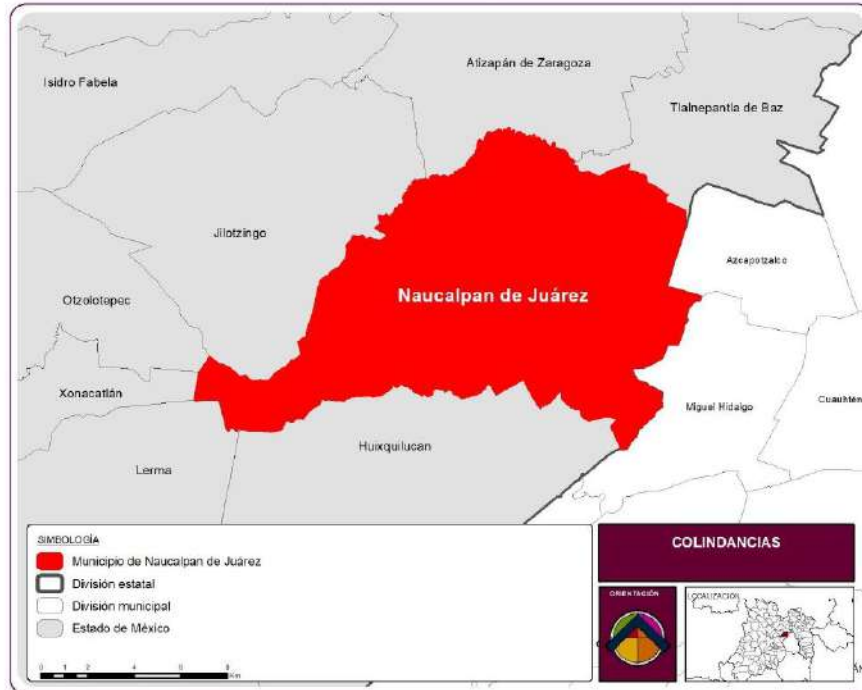 Isidro Fabela
Atizapán de Zaragoza
Tlalnepantla de Baz
Jilotzingo
Azcapotzalco
Otzolotepec
Naucalpan de Juárez
Xonacatlán
Miguel Hidalgo
Cuauhtém
Huixquilucan
Lerma
SIMBOLOGÍA
Municipio de Naucalpan de Juárez
División estatal
División municipal
Estado de México
0 1 2 4 6 8
Km
COLINDANCIAS
ORIENTACIÓN
LOCALIZACIÓN